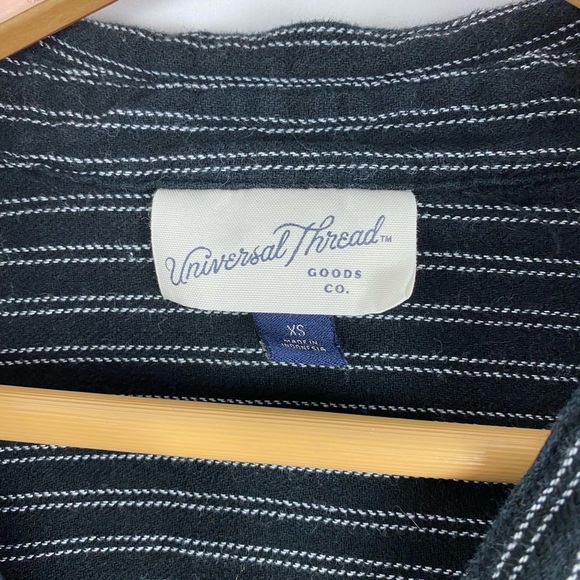 Universal Thread™
GOODS
CO.
XS
MADE IN
INDONESIA